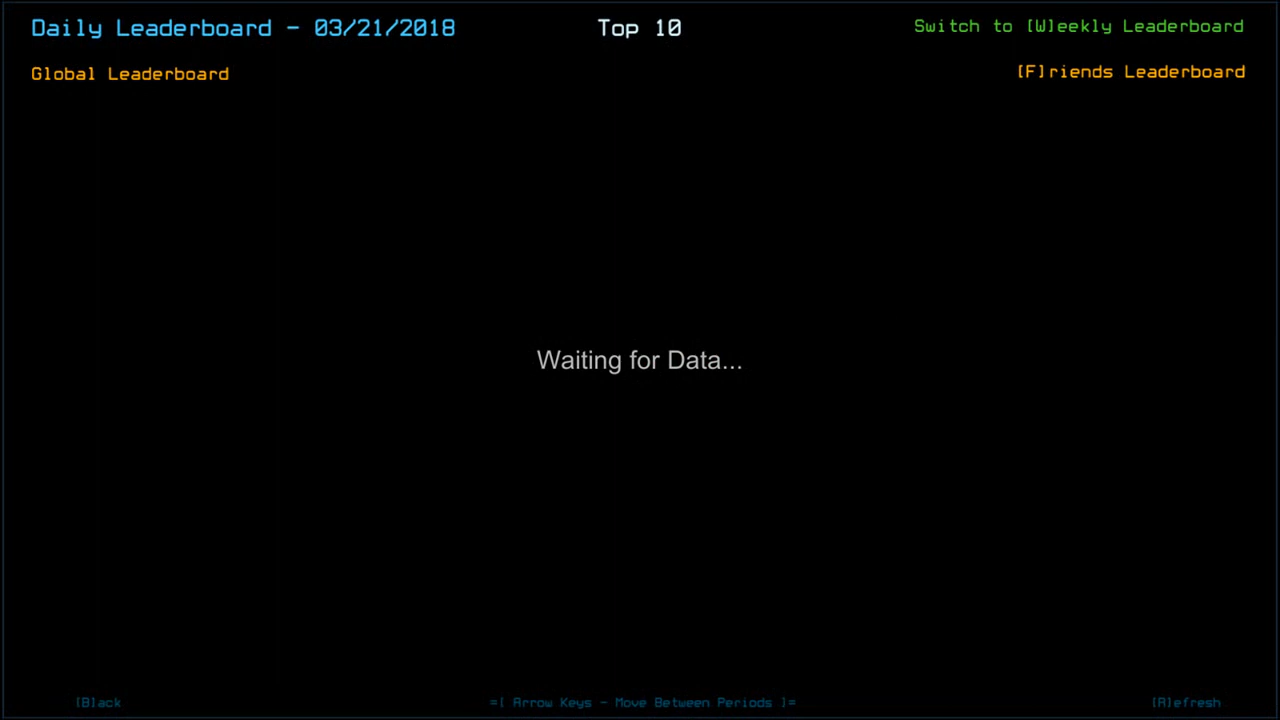 Daily Leaderboard - 03/21/2018
Top 10
Switch to [W]eekly Leaderboard
Global Leaderboard
[F]riends Leaderboard
Waiting for Data...
[B]ack
=[ Arrow Keys - Move Between Periods ]=
[R]efresh